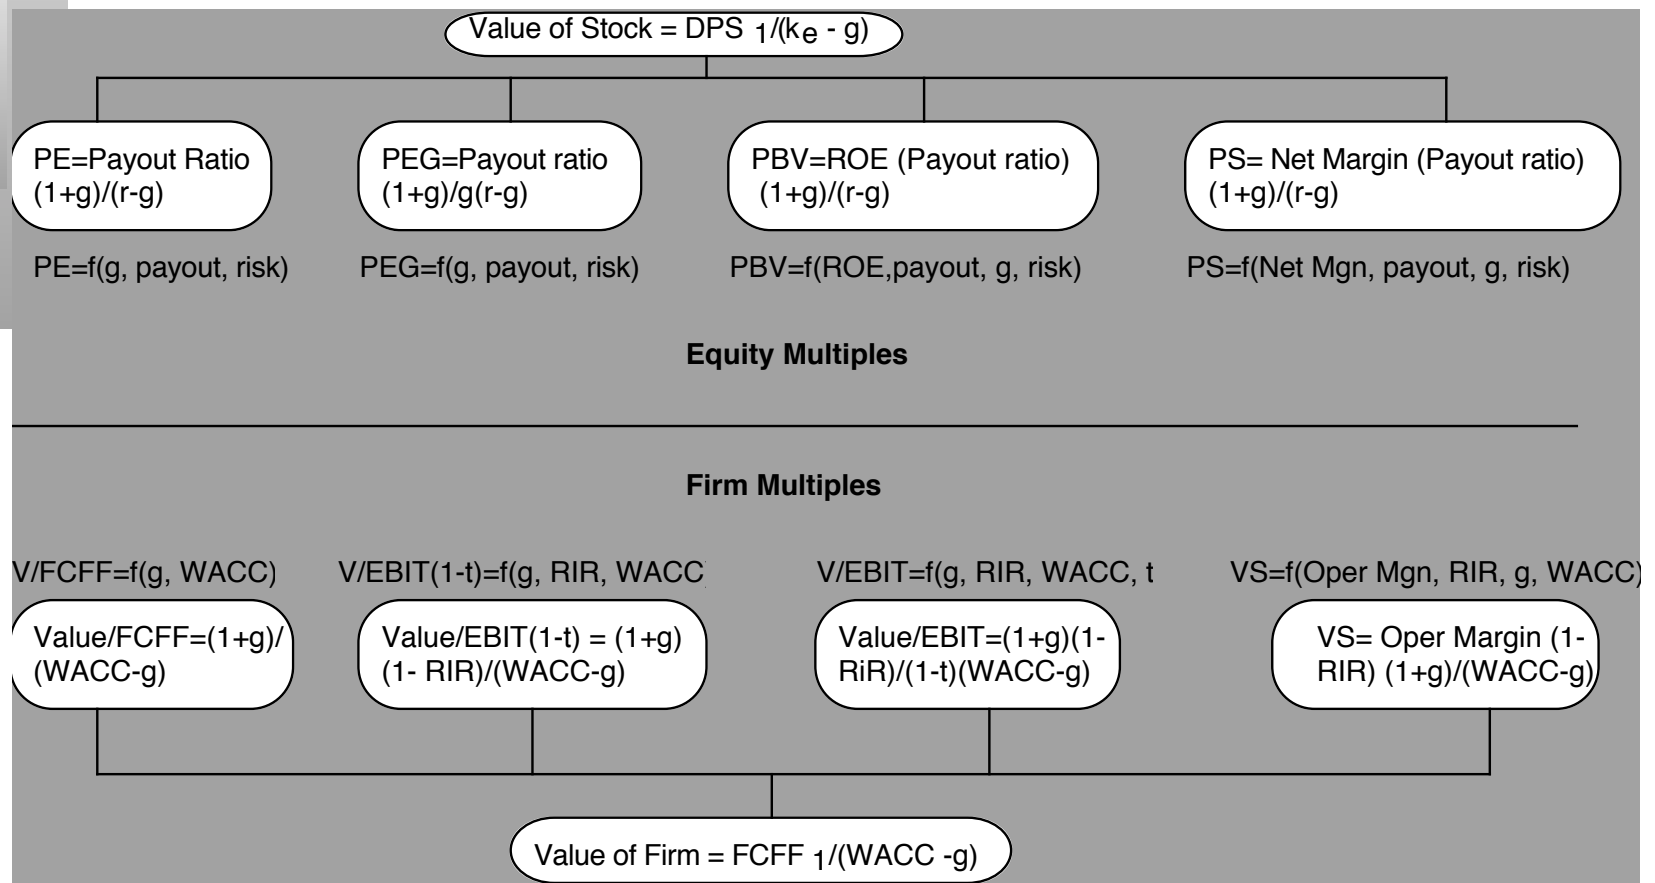 Value of Stock = DPS 1/(ke - g)
PE=Payout Ratio
(1+g)/(r-g)
PEG=Payout ratio
(1+g)/g(r-g)
PBV=ROE (Payout ratio)
(1+g)/(r-g)
PS= Net Margin (Payout ratio)
(1+g)/(r-g)
PE=f(g, payout, risk)
PEG=f(g, payout, risk)
PBV=f(ROE,payout, g, risk)
PS=f(Net Mgn, payout, g, risk)
Equity Multiples
Firm Multiples
V/FCFF=f(g, WACC)
V/EBIT(1-t)=f(g, RIR, WACC)
V/EBIT=f(g, RIR, WACC, t
VS=f(Oper Mgn, RIR, g, WACC)
Value/FCFF=(1+g)/
(WACC-g)
Value/EBIT(1-t) = (1+g)
(1- RIR)/(WACC-g)
Value/EBIT=(1+g)(1-
RiR)/(1-t)(WACC-g)
VS= Oper Margin (1-
RIR) (1+g)/(WACC-g)
Value of Firm = FCFF 1/(WACC -g)